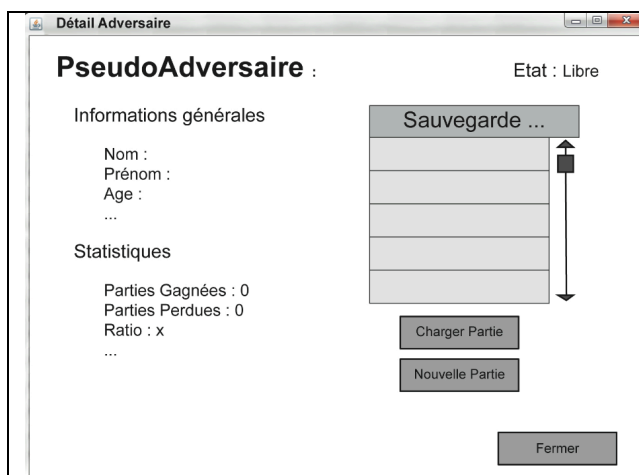 Détail Adversaire
PseudoAdversaire :
Etat : Libre
Informations générales
Nom :
Prénom :
Age :
...
Statistiques
Parties Gagnées : 0
Parties Perdues : 0
Ratio : x
...
Sauvegarde ...
Charger Partie
Nouvelle Partie
Fermer